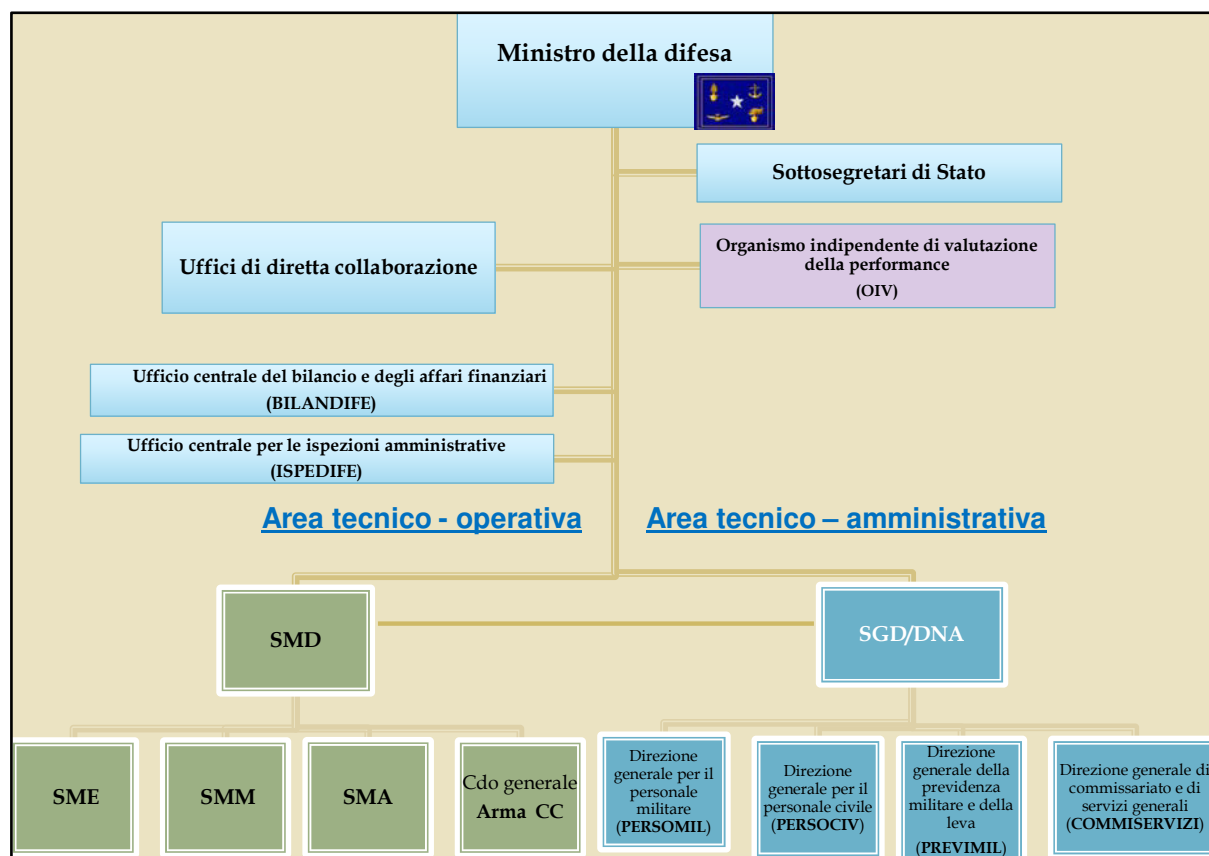 Ministro della difesa
Sottosegretari di Stato
Uffici di diretta collaborazione
Organismo indipendente di valutazione
della performance
(OIV)
Ufficio centrale del bilancio e degli affari finanziari
(BILANDIFE)
Ufficio centrale per le ispezioni amministrative
(ISPEDIFE)
Area tecnico - operativa
Area tecnico – amministrativa
SMD
SGD/DNA
SME
SMM
SMA
Cdo generale
Arma CC
Direzione
generale per il
personale
militare
(PERSOMIL)
Direzione
generale per il
personale civile
(PERSOCIV)
Direzione
generale della
previdenza
militare e della
leva
(PREVIMIL)
Direzione generale di
commissariato e di
servizi generali
(COMMISERVIZI)